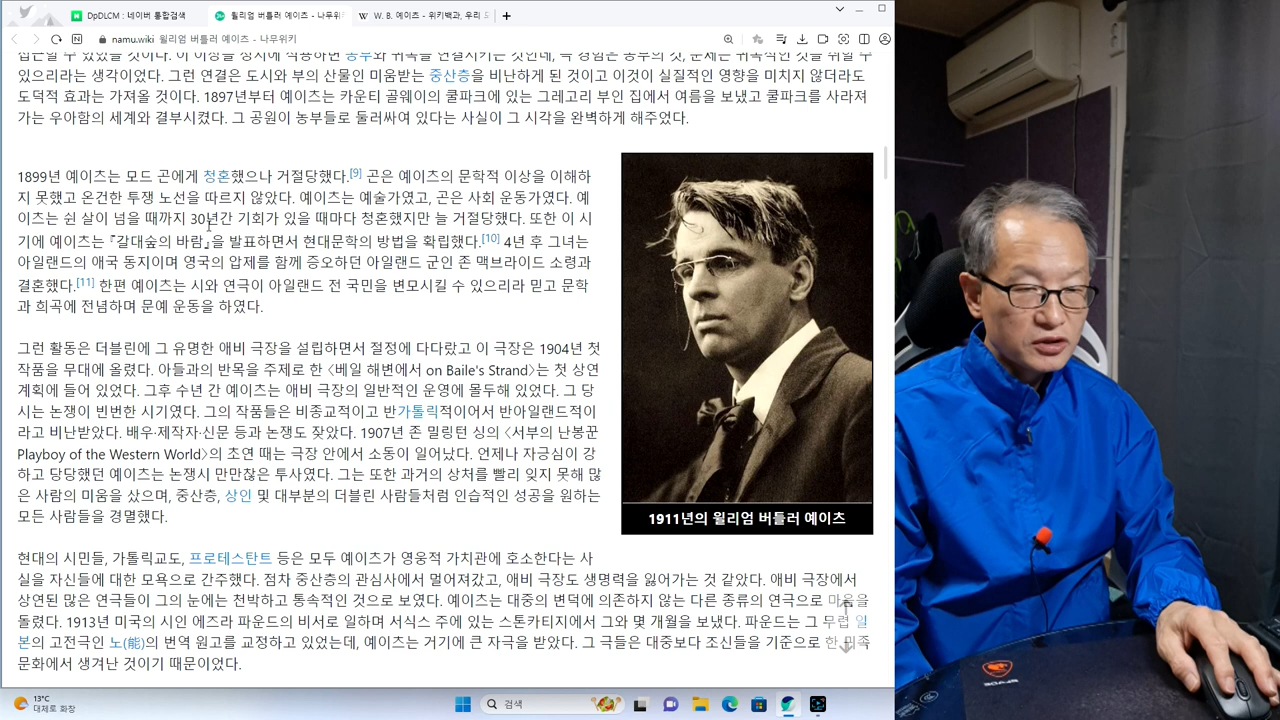 DpDLCM : 네이버 통합검색
윌리엄 버틀러 예이츠 - 나무위키
W. B. 예이츠 - 위키백과, 우리 모
namu.wiki 윌리엄 버틀러 예이츠 - 나무위키
있으리라는 생각이었다. 그런 연결은 도시와 부의 산물인 미움받는 중산층을 비난하게 된 것이고 이것이 실질적인 영향을 미치지 않더라도
도덕적 효과는 가져올 것이다. 1897년부터 예이츠는 카운티 골웨이의 쿨파크에 있는 그레고리 부인 집에서 여름을 보냈고 쿨파크를 사라져
가는 우아함의 세계와 결부시켰다. 그 공원이 농부들로 둘러싸여 있다는 사실이 그 시각을 완벽하게 해주었다.
1899년 예이츠는 모드 곤에게 청혼했으나 거절당했다.[9] 곤은 예이츠의 문학적 이상을 이해하
지 못했고 온건한 투쟁 노선을 따르지 않았다. 예이츠는 예술가였고, 곤은 사회 운동가였다. 예
이츠는 쉰 살이 넘을 때까지 30년간 기회가 있을 때마다 청혼했지만 늘 거절당했다. 또한 이 시
기에 예이츠는 『갈대숲의 바람』을 발표하면서 현대문학의 방법을 확립했다.[10] 4년 후 그녀는
아일랜드의 애국 동지이며 영국의 압제를 함께 증오하던 아일랜드 군인 존 맥브라이드 소령과
결혼했다.[11] 한편 예이츠는 시와 연극이 아일랜드 전 국민을 변모시킬 수 있으리라 믿고 문학
과 희곡에 전념하며 문예 운동을 하였다.
그런 활동은 더블린에 그 유명한 애비 극장을 설립하면서 절정에 다다랐고 이 극장은 1904년 첫
작품을 무대에 올렸다. 아들과의 반목을 주제로 한 〈베일 해변에서 on Baile's Strand〉는 첫 상연
계획에 들어 있었다. 그후 수년 간 예이츠는 애비 극장의 일반적인 운영에 몰두해 있었다. 그 당
시는 논쟁이 빈번한 시기였다. 그의 작품들은 비종교적이고 반가톨릭적이어서 반아일랜드적이
라고 비난받았다. 배우·제작자·신문 등과 논쟁도 잦았다. 1907년 존 밀링턴 싱의 〈서부의 난봉꾼
Playboy of the Western World〉의 초연 때는 극장 안에서 소동이 일어났다. 언제나 자긍심이 강
하고 당당했던 예이츠는 논쟁시 만만찮은 투사였다. 그는 또한 과거의 상처를 빨리 잊지 못해 많
은 사람의 미움을 샀으며, 중산층, 상인 및 대부분의 더블린 사람들처럼 인습적인 성공을 원하는
모든 사람들을 경멸했다.
1911년의 윌리엄 버틀러 예이츠
현대의 시민들, 가톨릭교도, 프로테스탄트 등은 모두 예이츠가 영웅적 가치관에 호소한다는 사
실을 자신들에 대한 모욕으로 간주했다. 점차 중산층의 관심사에서 멀어져갔고, 애비 극장도 생명력을 잃어가는 것 같았다. 애비 극장에서
상연된 많은 연극들이 그의 눈에는 천박하고 통속적인 것으로 보였다. 예이츠는 대중의 변덕에 의존하지 않는 다른 종류의 연극으로 마음을
돌렸다. 1913년 미국의 시인 에즈라 파운드의 비서로 일하며 서식스 주에 있는 스톤카티지에서 그와 몇 개월을 보냈다. 파운드는 그 무렵 일
본의 고전극인 노(能)의 번역 원고를 교정하고 있었는데, 예이츠는 거기에 큰 자극을 받았다. 그 극들은 대중보다 조신들을 기준으로 한 귀족
문화에서 생겨난 것이기 때문이었다.
13°C
대체로 화창
검색